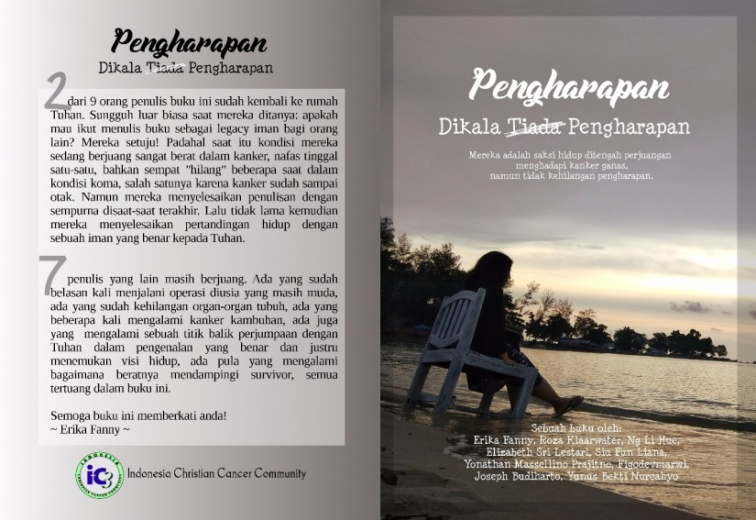 Pengharapan
Dikala Tiada Pengharapan
2 dari 9 orang penulis buku ini sudah kembali ke rumah
Tuhan. Sungguh luar biasa saat mereka ditanya: apakah
mau ikut menulis buku sebagai legacy iman bagi orang
lain? Mereka setuju! Padahal saat itu kondisi mereka
sedang berjuang sangat berat dalam kanker, nafas tinggal
satu-satu, bahkan sempat "hilang" beberapa saat dalam
kondisi koma, salah satunya karena kanker sudah sampai
otak. Namun mereka menyelesaikan penulisan dengan
sempurna disaat-saat terakhir. Lalu tidak lama kemudian
mereka menyelesaikan pertandingan hidup dengan
sebuah iman yang benar kepada Tuhan.
7 penulis yang lain masih berjuang. Ada yang sudah
belasan kali menjalani operasi diusia yang masih muda,
ada yang sudah kehilangan organ-organ tubuh, ada yang
beberapa kali mengalami kanker kambuhan, ada juga
yang mengalami sebuah titik balik perjumpaan dengan
Tuhan dalam pengenalan yang benar dan justru
menemukan visi hidup, ada pula yang mengalami
bagaimana beratnya mendampingi survivor, semua
tertuang dalam buku ini.
Semoga buku ini memberkati anda!
~ Erika Fanny ~
INDONESIA
iC3
Indonesia Christian Cancer Community
Pengharapan
Dikala Tiada Pengharapan
Mereka adalah saksi hidup ditengah perjuangan
menghadapi kanker ganas,
namun tidak kehilangan pengharapan.
Sebuah buku oleh:
Erika Fanny, Roza Klaarwater, Ng Li Hue,
Elizabeth Sri Lestari, Siu Fun Liana,
Yonathan Massellino Prajitno, Figodevmarwi,
Joseph Budiharto, Yunus Bekti Nurcahyo